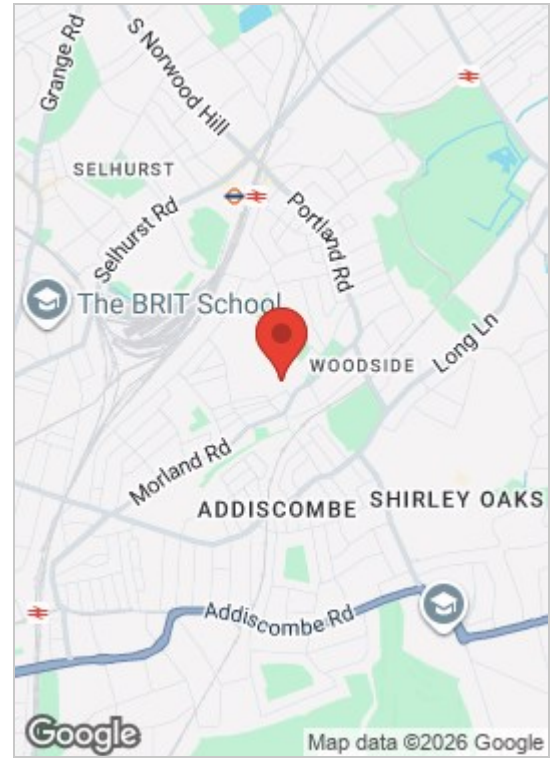 Grange Rd
S Norwood Hill
SELHURST
Selhurst Rd
Portland Rd
The BRIT School
WOODSIDE
Long Ln
Morland Rd
ADDISCOMBE
SHIRLEY OAKS
Addiscombe Rd
Google
Map data ©2026 Google